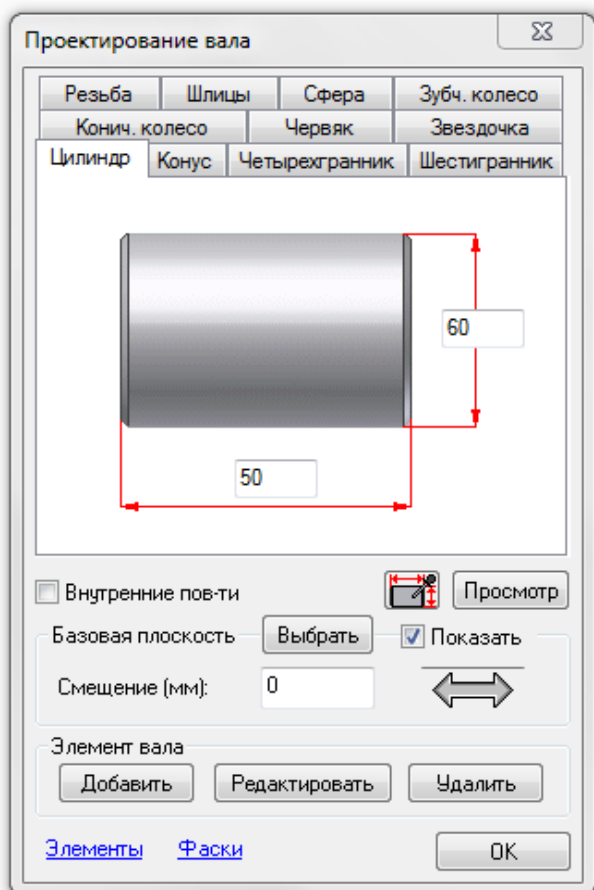 Проектирование вала
Резьба Шлицы Сфера Зубч. колесо
Конич. колесо Червяк Звездочка
Цилиндр Конус Четырехгранник Шестигранник
60
50
Внутренние пов-ти Просмотр
Базовая плоскость Выбрать Показать
Смещение (мм): 0
Элемент вала
Добавить Редактировать Удалить
Элементы Фаски OK